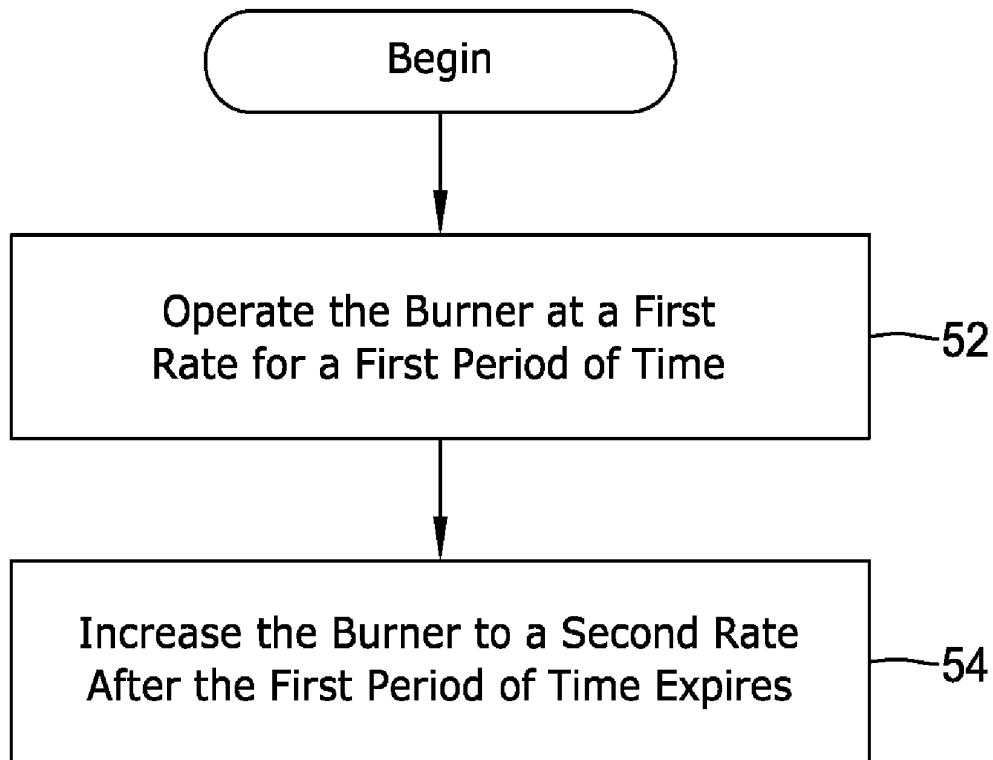 Begin
Operate the Burner at a First
Rate for a First Period of Time
52
Increase the Burner to a Second Rate
After the First Period of Time Expires
54